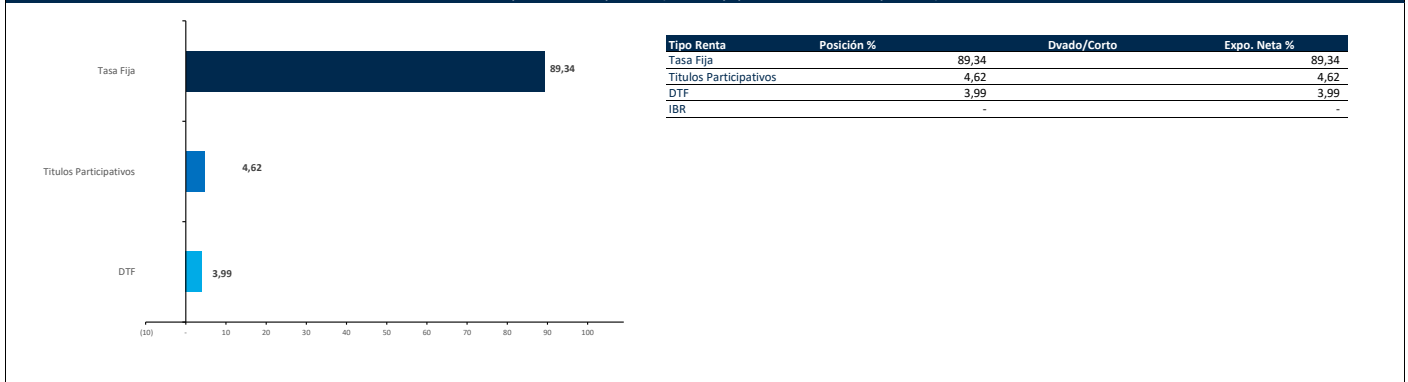 Tasa Fija
89,34
Titulos Participativos
4,62
DTF
3,99
(10) - 10 20 30 40 50 60 70 80 90 100
Tipo Renta Posición % Dvado/Corto Expo. Neta %
Tasa Fija 89,34 89,34
Titulos Participativos 4,62 4,62
DTF 3,99 3,99
IBR - -